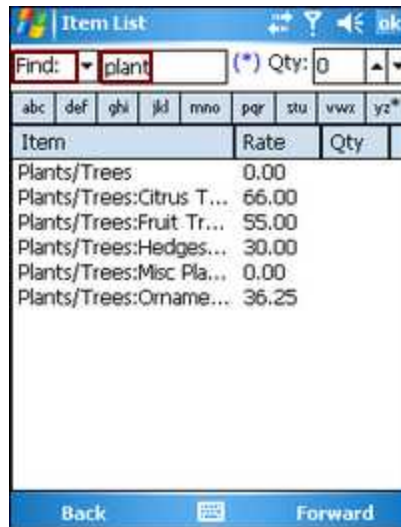 Item List ok
Find: plant (*) Qty: 0
abc def ghi jkl mno pqr stu vwx yz*
Item Rate Qty
Plants/Trees 0.00
Plants/Trees:Citrus T... 66.00
Plants/Trees:Fruit Tr... 55.00
Plants/Trees:Hedges... 30.00
Plants/Trees:Misc Pla... 0.00
Plants/Trees:Orname... 36.25
Back Forward